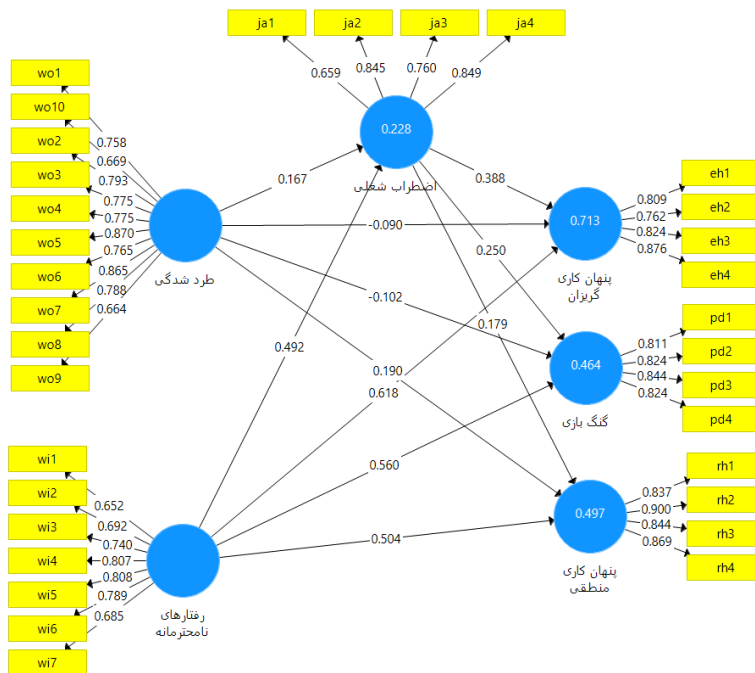 ja1
ja2
ja3
ja4
0.659
0.845
0.760
0.849
0.228
اضطراب شغلی
wo1
wo10
wo2
wo3
wo4
wo5
wo6
wo7
wo8
wo9
0.758
0.669
0.793
0.775
0.775
0.870
0.765
0.865
0.788
0.664
طرد شدگی
0.167
-0.090
-0.102
0.190
0.388
0.250
0.179
0.492
0.618
0.560
0.504
wi1
wi2
wi3
wi4
wi5
wi6
wi7
0.652
0.692
0.740
0.807
0.808
0.789
0.685
رفتارهای
نامحترمانه
0.713
پنهان کاری
گریزان
0.809
0.762
0.824
0.876
eh1
eh2
eh3
eh4
0.464
گنگ بازی
0.811
0.824
0.844
0.824
pd1
pd2
pd3
pd4
0.497
پنهان کاری
منطقی
0.837
0.900
0.844
0.869
rh1
rh2
rh3
rh4